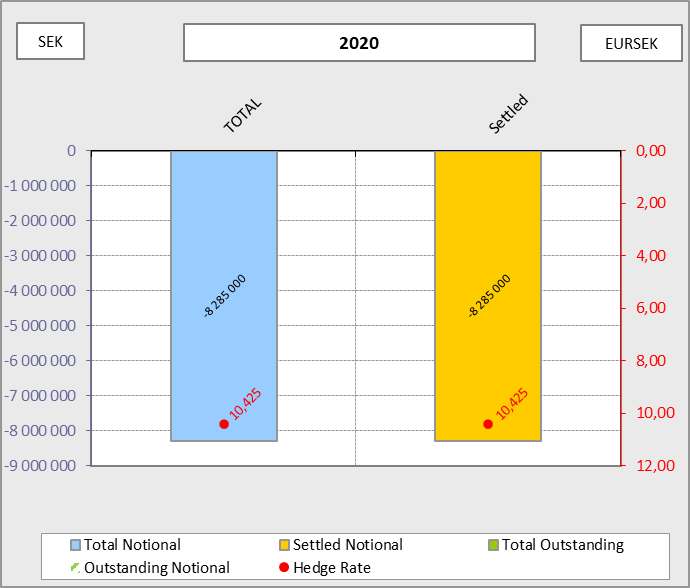 SEK
2020
EURSEK
TOTAL
Settled
0
-1 000 000
-2 000 000
-3 000 000
-4 000 000
-5 000 000
-6 000 000
-7 000 000
-8 000 000
-9 000 000
-8 285 000
10,425
-8 285 000
10,425
0,00
2,00
4,00
6,00
8,00
10,00
12,00
Total Notional
Settled Notional
Total Outstanding
Outstanding Notional
Hedge Rate